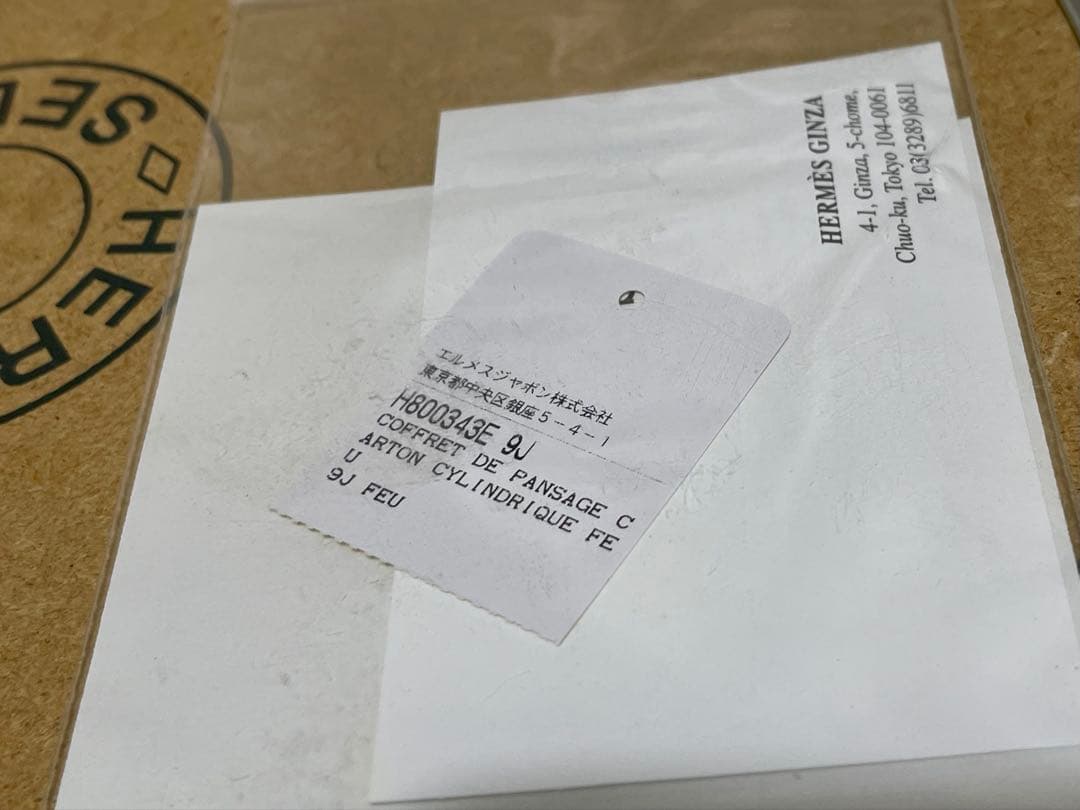 SEV
HER
HERMÈS GINZA
4-1, Ginza, 5-chome,
Chuo-ku, Tokyo 104-0061
Tel. 03(3289)6811
エルメスジャポン株式会社
東京都中央区銀座5-4-1
H800343E 9J
COFFRET DE PANSAGE C
ARTON CYLINDRIQUE FE
U
9J FEU